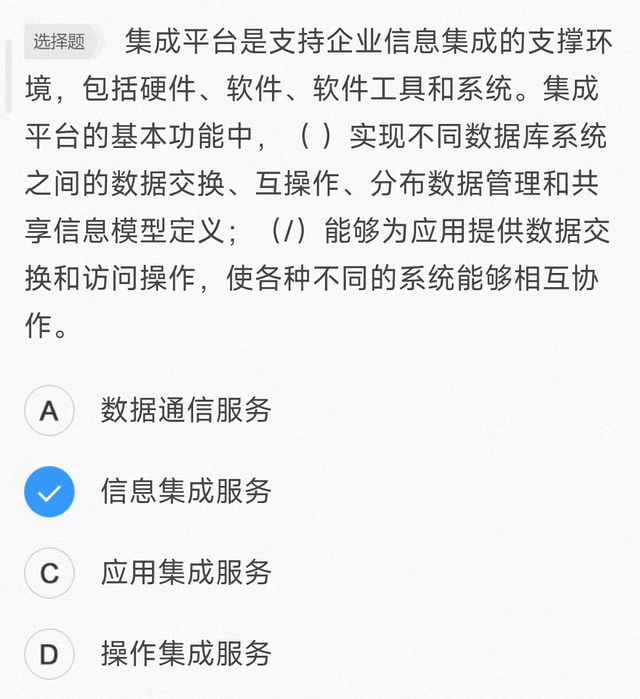 选择题 集成平台是支持企业信息集成的支撑环
境，包括硬件、软件、软件工具和系统。集成
平台的基本功能中，（ ）实现不同数据库系统
之间的数据交换、互操作、分布数据管理和共
享信息模型定义；（/）能够为应用提供数据交
换和访问操作，使各种不同的系统能够相互协
作。
A 数据通信服务
信息集成服务
C 应用集成服务
D 操作集成服务